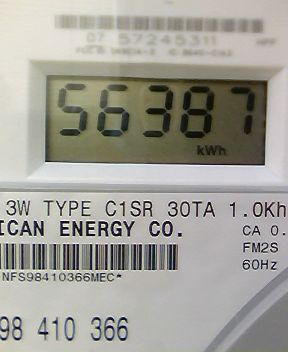 07 57245311
56387
kWh
3W TYPE C1SR 30TA 1.0Kh
ICAN ENERGY CO.
CA 0.
FM2S
60Hz
NFS98410366MEC*
98 410 366